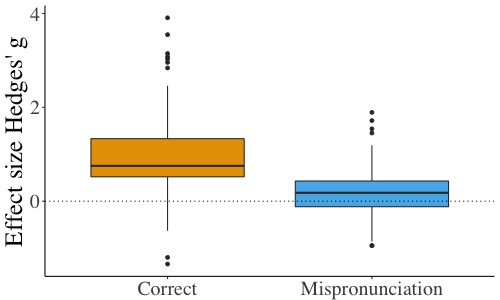 Effect size Hedges' g
4
2
0
Correct
Mispronunciation